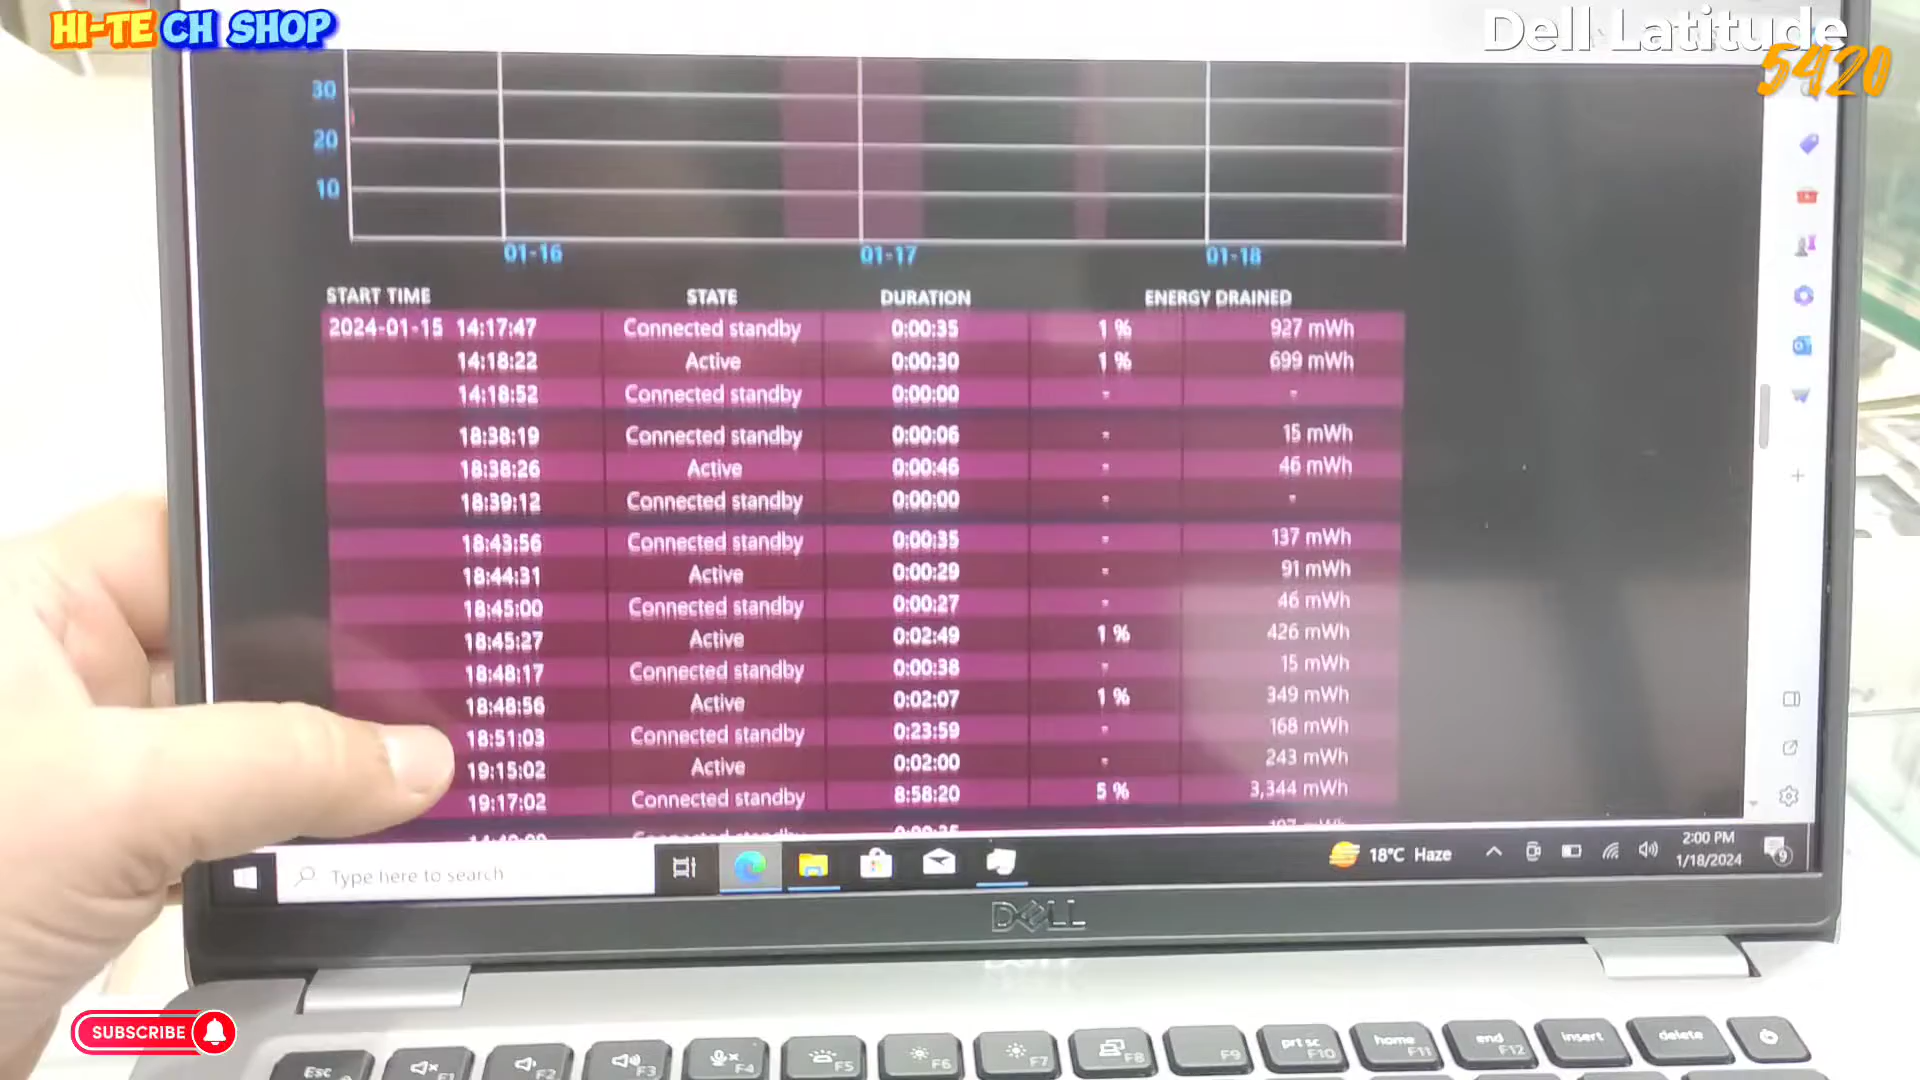 HI-TECH SHOP
Dell Latitude
5420
30
20
10
01-16 01-17 01-18
START TIME STATE DURATION ENERGY DRAINED
2024-01-15 14:17:47 Connected standby 0:00:35 1 % 927 mWh
14:18:22 Active 0:00:30 1 % 699 mWh
14:18:52 Connected standby 0:00:00 - -
18:38:19 Connected standby 0:00:06 - 15 mWh
18:38:26 Active 0:00:46 - 46 mWh
18:39:12 Connected standby 0:00:00 - -
18:43:56 Connected standby 0:00:35 - 137 mWh
18:44:31 Active 0:00:29 - 91 mWh
18:45:00 Connected standby 0:00:27 - 46 mWh
18:45:27 Active 0:02:49 1 % 426 mWh
18:48:17 Connected standby 0:00:38 - 15 mWh
18:48:56 Active 0:02:07 1 % 349 mWh
18:51:03 Connected standby 0:23:59 - 168 mWh
19:15:02 Active 0:02:00 - 243 mWh
19:17:02 Connected standby 8:58:20 5 % 3,344 mWh
Connected standby
Type here to search
18°C Haze
2:00 PM
1/18/2024
9
DELL
SUBSCRIBE
Esc F1 F2 F3 F4 F5 F6 F7 F8 F9 prt sc F10 home F11 end F12 insert delete